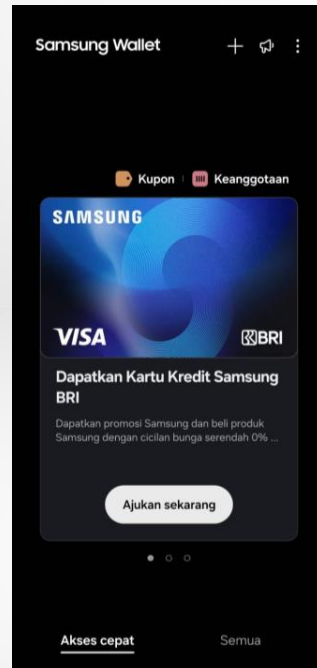 Samsung Wallet
Kupon Keanggotaan
SAMSUNG
VISA BRI
Dapatkan Kartu Kredit Samsung
BRI
Dapatkan promosi Samsung dan beli produk
Samsung dengan cicilan bunga serendah 0% ...
Ajukan sekarang
Akses cepat Semua